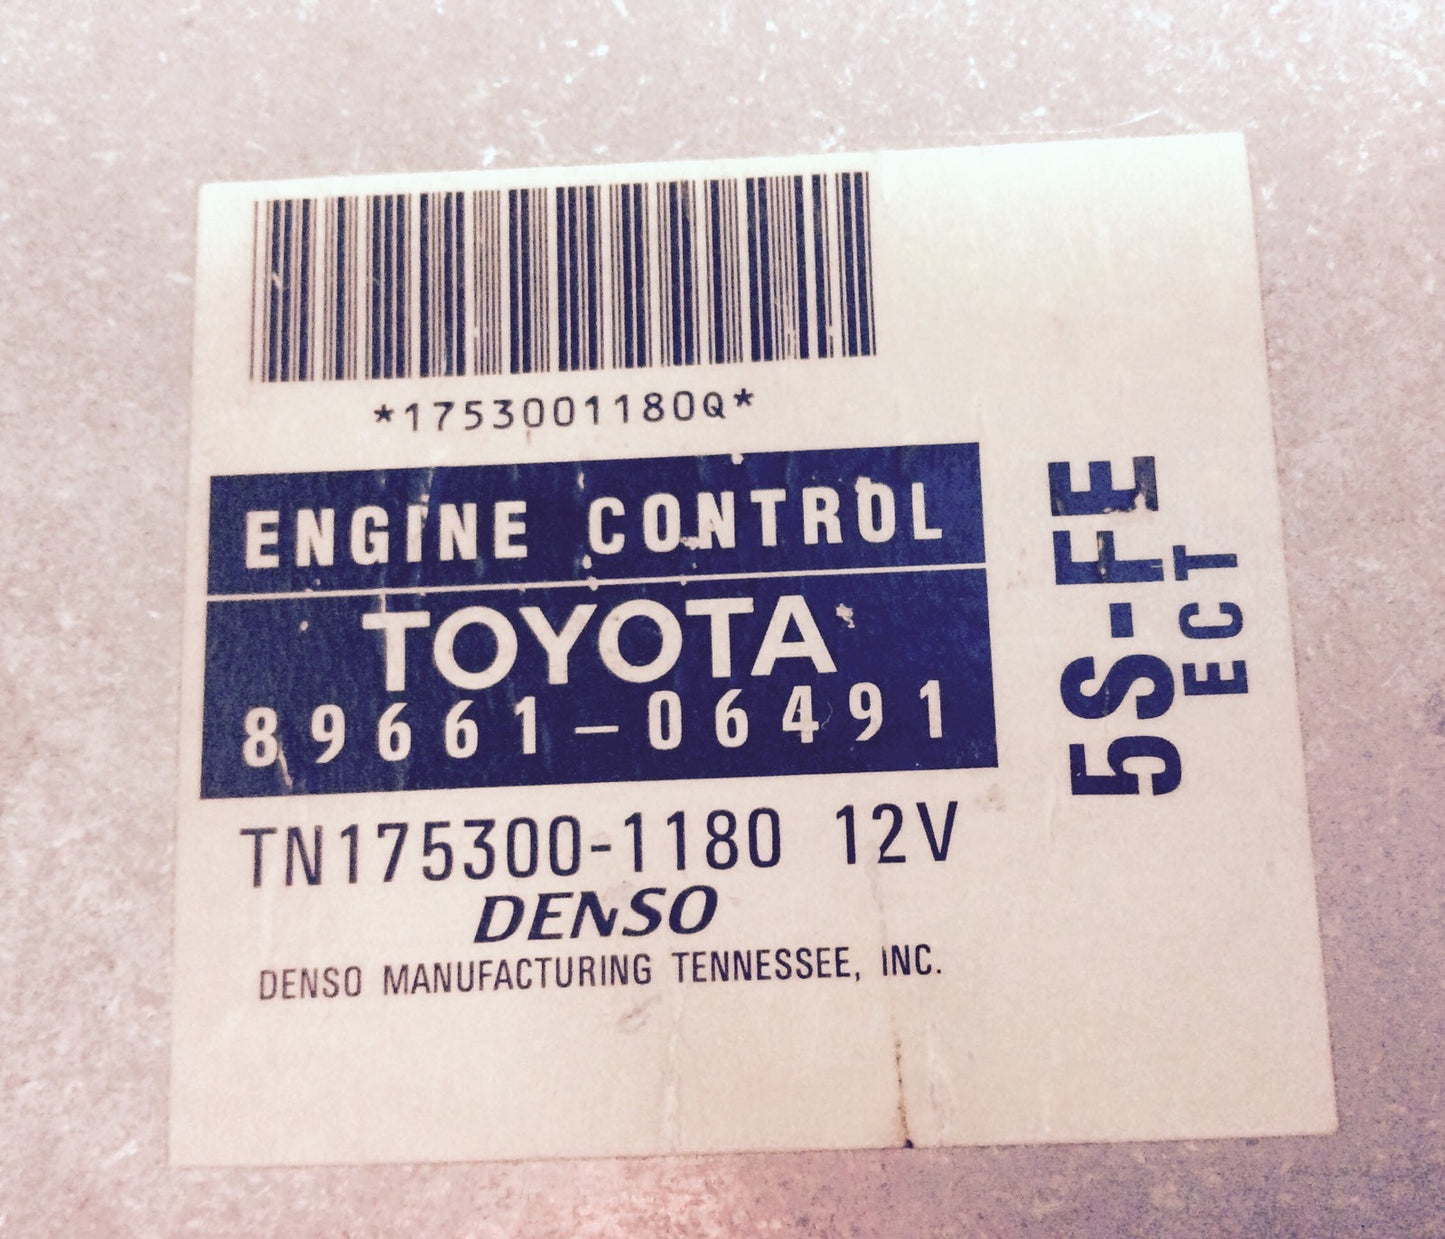 *1753001180Q*
ENGINE CONTROL
TOYOTA
89661-06491
TN175300-1180 12V
DENSO
DENSO MANUFACTURING TENNESSEE, INC.
5S-FE
ECT